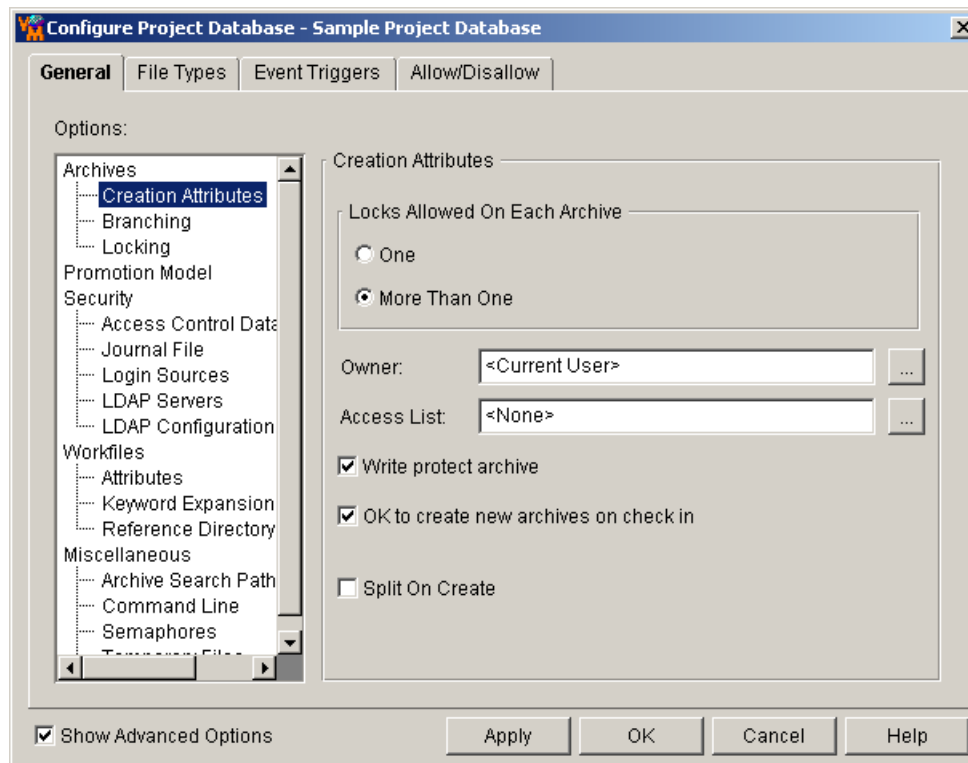 Configure Project Database - Sample Project Database
General File Types Event Triggers Allow/Disallow
Options:
Archives
Creation Attributes
Branching
Locking
Promotion Model
Security
Access Control Data
Journal File
Login Sources
LDAP Servers
LDAP Configuration
Workfiles
Attributes
Keyword Expansion
Reference Directory
Miscellaneous
Archive Search Path
Command Line
Semaphores
Temporary Files
Creation Attributes
Locks Allowed On Each Archive
One
More Than One
Owner: <Current User> ...
Access List: <None> ...
Write protect archive
OK to create new archives on check in
Split On Create
Show Advanced Options Apply OK Cancel Help